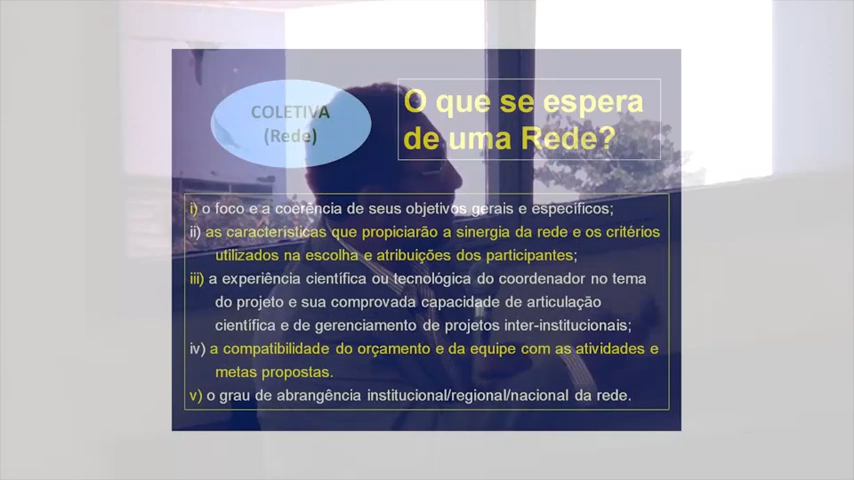 COLETIVA
(Rede)
O que se espera
de uma Rede?
i) o foco e a coerência de seus objetivos gerais e específicos;
ii) as características que propiciarão a sinergia da rede e os critérios
utilizados na escolha e atribuições dos participantes;
iii) a experiência científica ou tecnológica do coordenador no tema
do projeto e sua comprovada capacidade de articulação
científica e de gerenciamento de projetos inter-institucionais;
iv) a compatibilidade do orçamento e da equipe com as atividades e
metas propostas.
v) o grau de abrangência institucional/regional/nacional da rede.